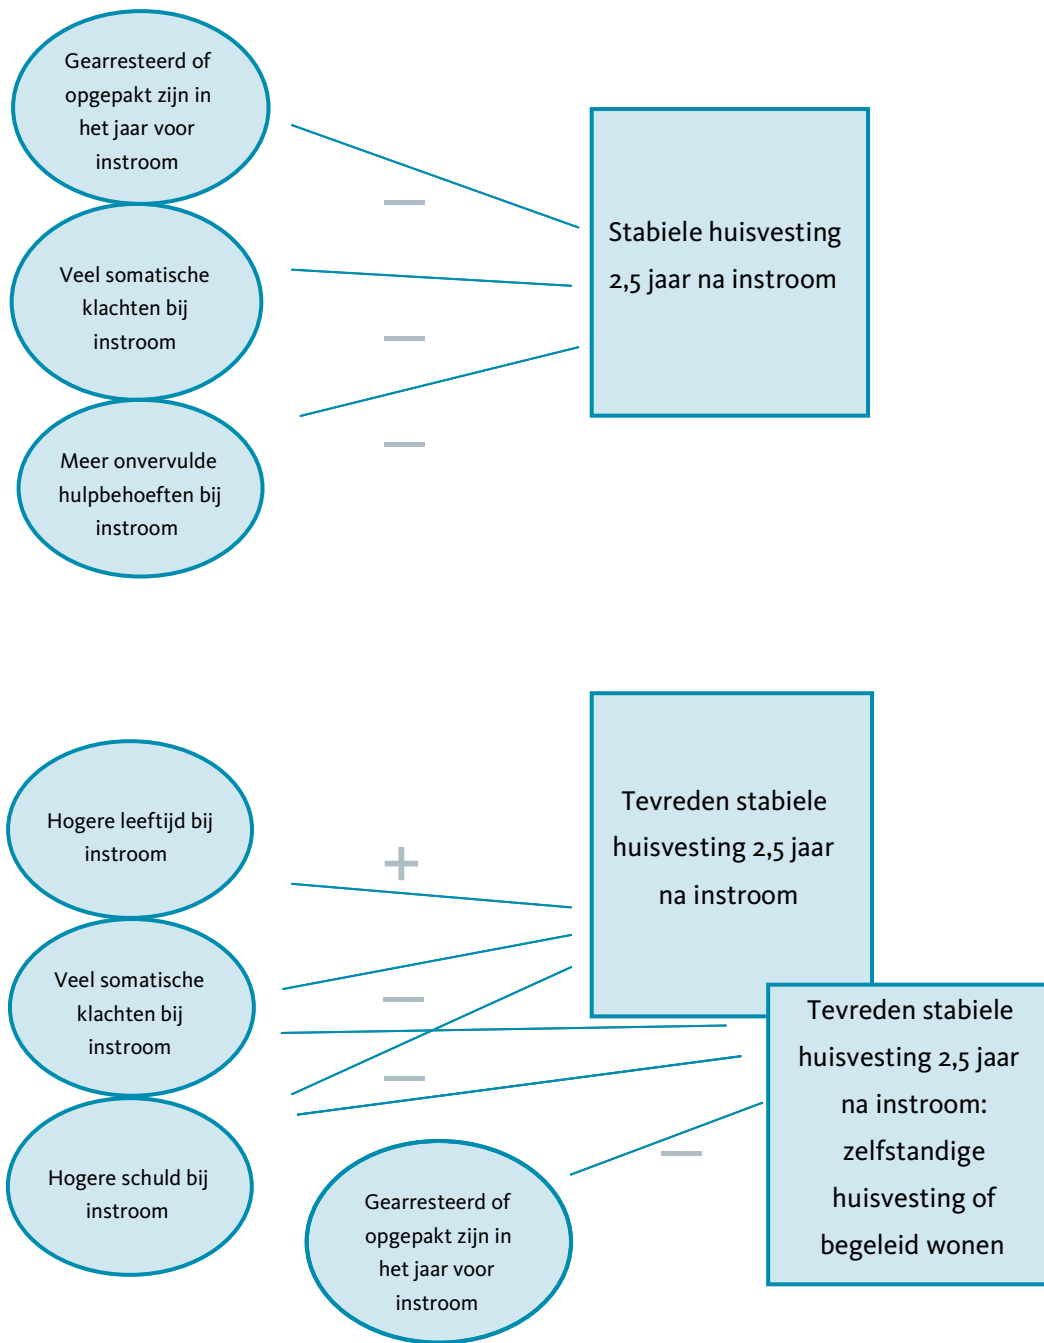 Gearresteerd of
opgepakt zijn in
het jaar voor
instroom
Veel somatische
klachten bij
instroom
Meer onvervulde
hulpbehoeften bij
instroom
—
—
—
Stabiele huisvesting
2,5 jaar na instroom
Hogere leeftijd bij
instroom
Veel somatische
klachten bij
instroom
Hogere schuld bij
instroom
+
—
—
Tevreden stabiele
huisvesting 2,5 jaar
na instroom
Gearresteerd of
opgepakt zijn in
het jaar voor
instroom
—
Tevreden stabiele
huisvesting 2,5 jaar
na instroom:
zelfstandige
huisvesting of
begeleid wonen